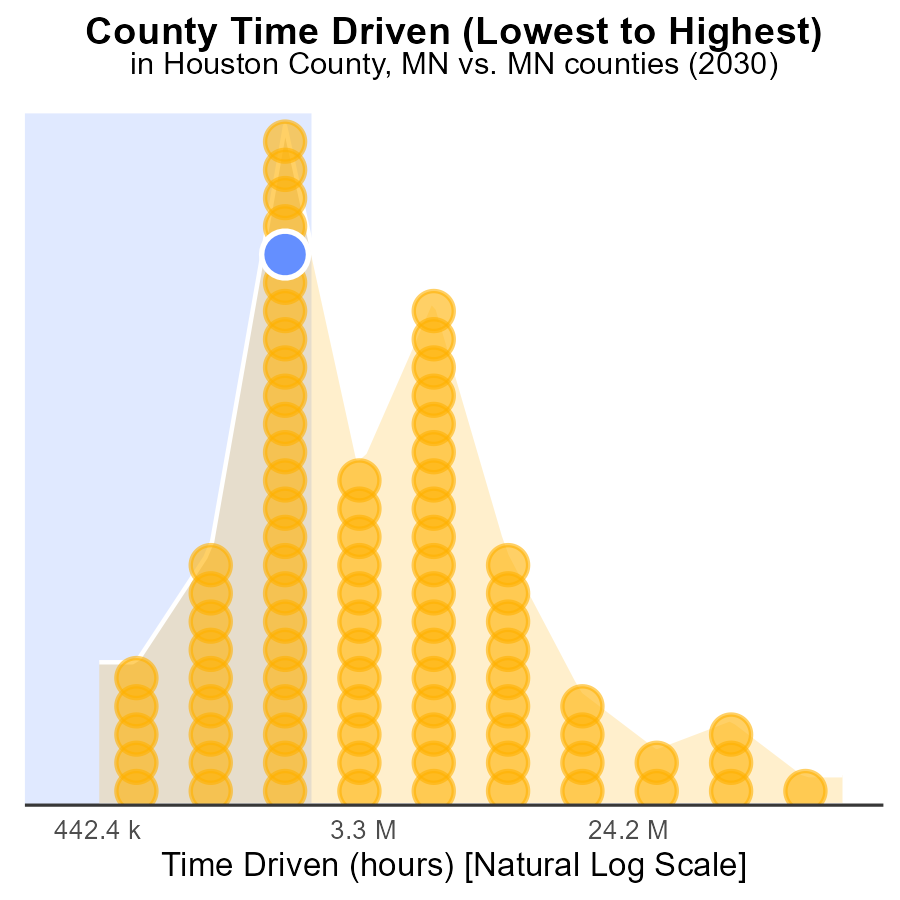 County Time Driven (Lowest to Highest)
in Houston County, MN vs. MN counties (2030)
442.4 k 3.3 M 24.2 M
Time Driven (hours) [Natural Log Scale]